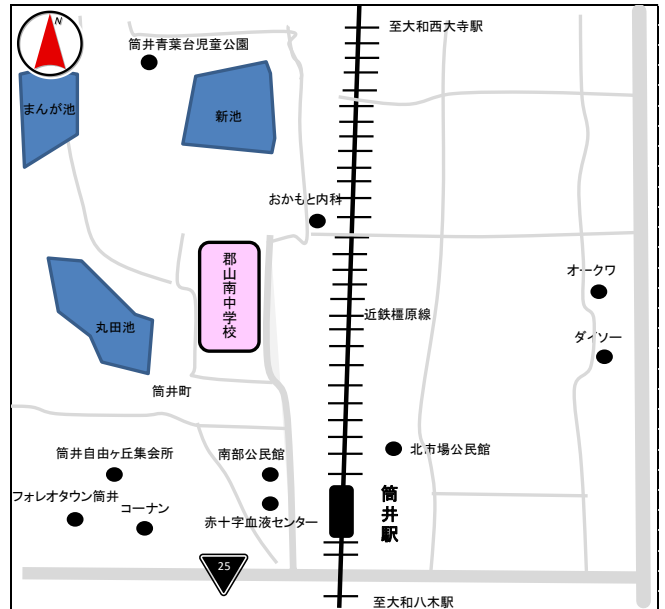 N
至大和西大寺駅
筒井青葉台児童公園
まんが池
新池
おかもと内科
郡山南中学校
オークワ
近鉄橿原線
丸田池
ダイソー
筒井町
筒井自由ヶ丘集会所
南部公民館
北市場公民館
フォレオタウン筒井
コーナン
赤十字血液センター
筒井駅
25
至大和八木駅